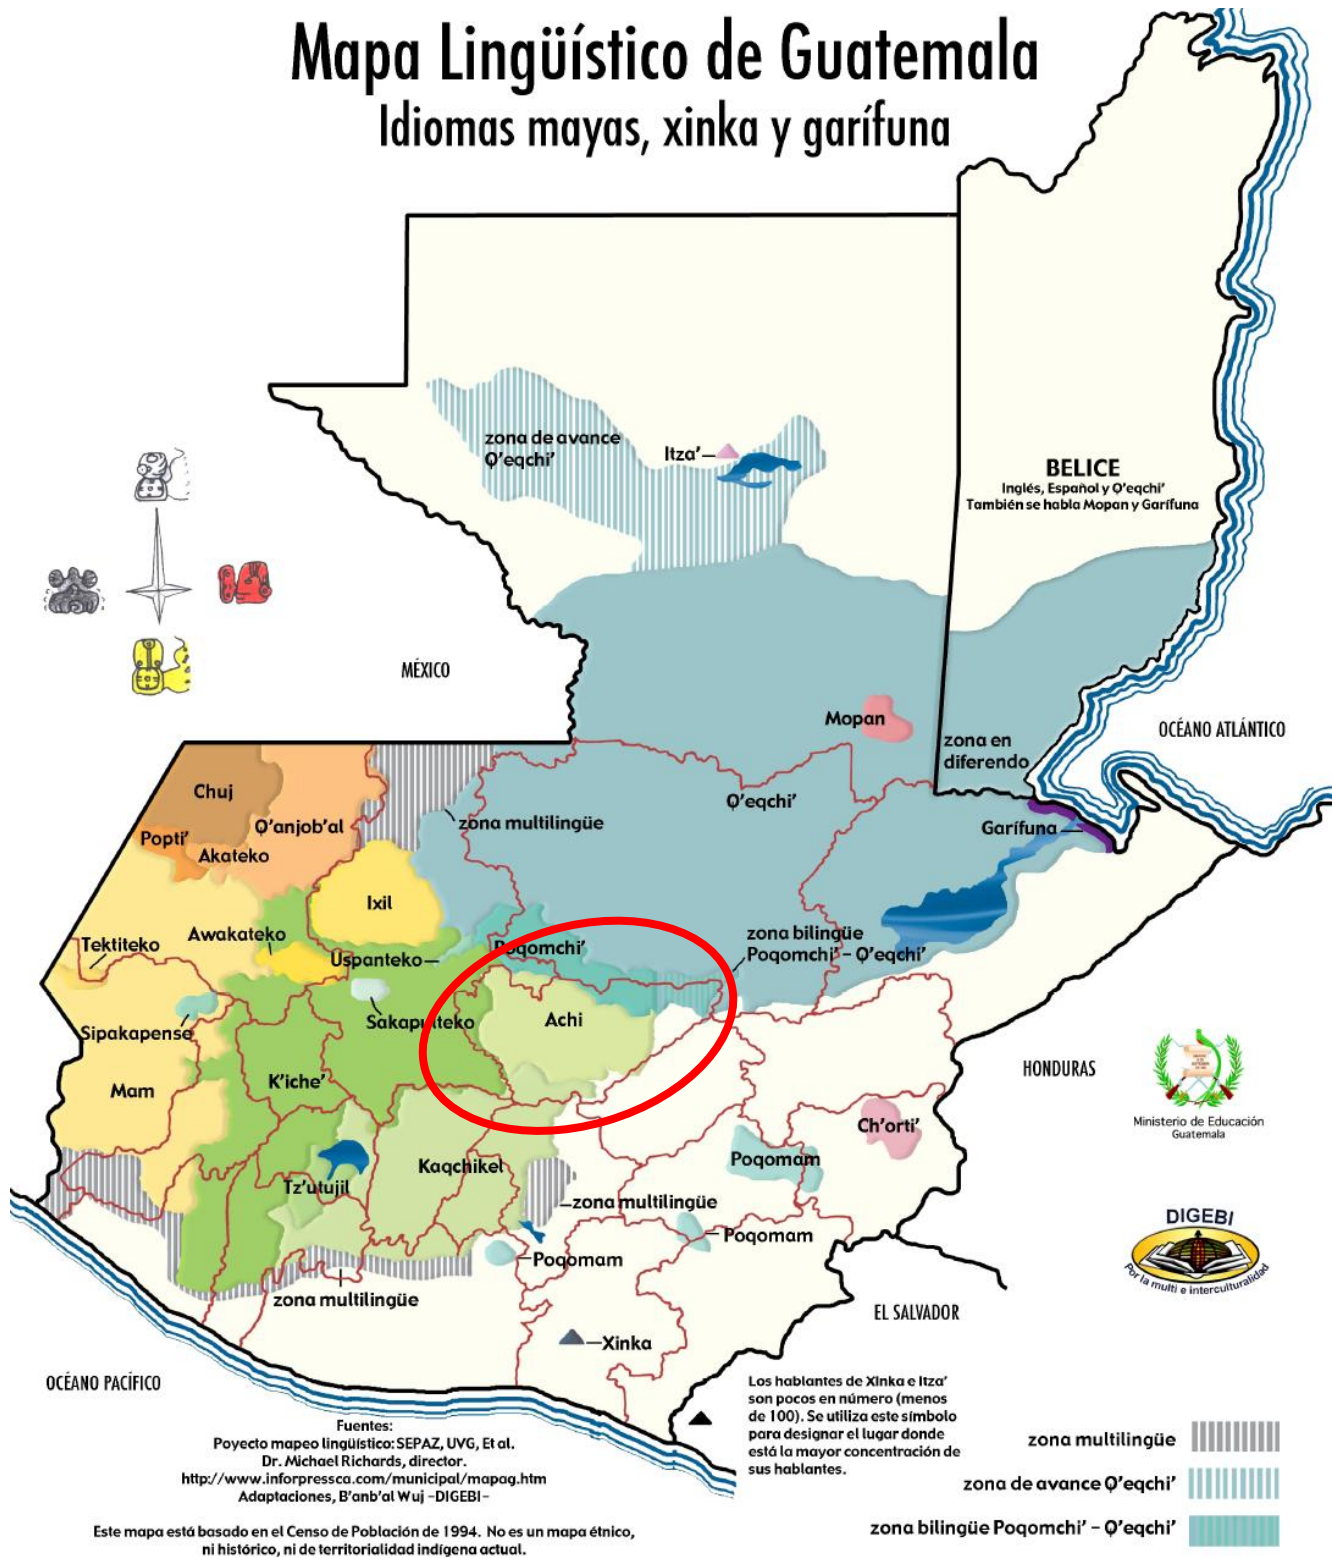 Mapa Lingüístico de Guatemala
Idiomas mayas, xinka y garífuna
zona de avance
Q'eqchi'
Itza'
BELICE
Inglés, Español y Q'eqchi'
También se habla Mopan y Garífuna
MÉXICO
Mopan
zona en
diferendo
OCÉANO ATLÁNTICO
Chuj
Q'anjob'al
Popti'
Akateko
zona multilingüe
Q'eqchi'
Garífuna
Ixil
Awakateko
Tektiteko
Uspanteko
Poqomchi'
zona bilingüe
Poqomchi' - Q'eqchi'
Sipakapense
Sakapulteko
Achi
Mam
K'iche'
HONDURAS
Ministerio de Educación
Guatemala
Ch'orti'
Poqomam
Kaqchikel
Tz'utujil
zona multilingüe
Poqomam
Poqomam
zona multilingüe
DIGEBI
Por la multi e interculturalidad
EL SALVADOR
Xinka
OCÉANO PACÍFICO
Los hablantes de Xinka e Itza'
son pocos en número (menos
de 100). Se utiliza este símbolo
para designar el lugar donde
está la mayor concentración de
sus hablantes.
Fuentes:
Poyecto mapeo lingüistico: SEPAZ, UVG, Et al.
Dr. Michael Richards, director.
http://www.inforpressca.com/municipal/mapag.htm
Adaptaciones, B'anb'al Wuj -DIGEBI-
Este mapa está basado en el Censo de Población de 1994. No es un mapa étnico,
ni histórico, ni de territorialidad indígena actual.
zona multilingüe
zona de avance Q'eqchi'
zona bilingüe Poqomchi' - Q'eqchi'